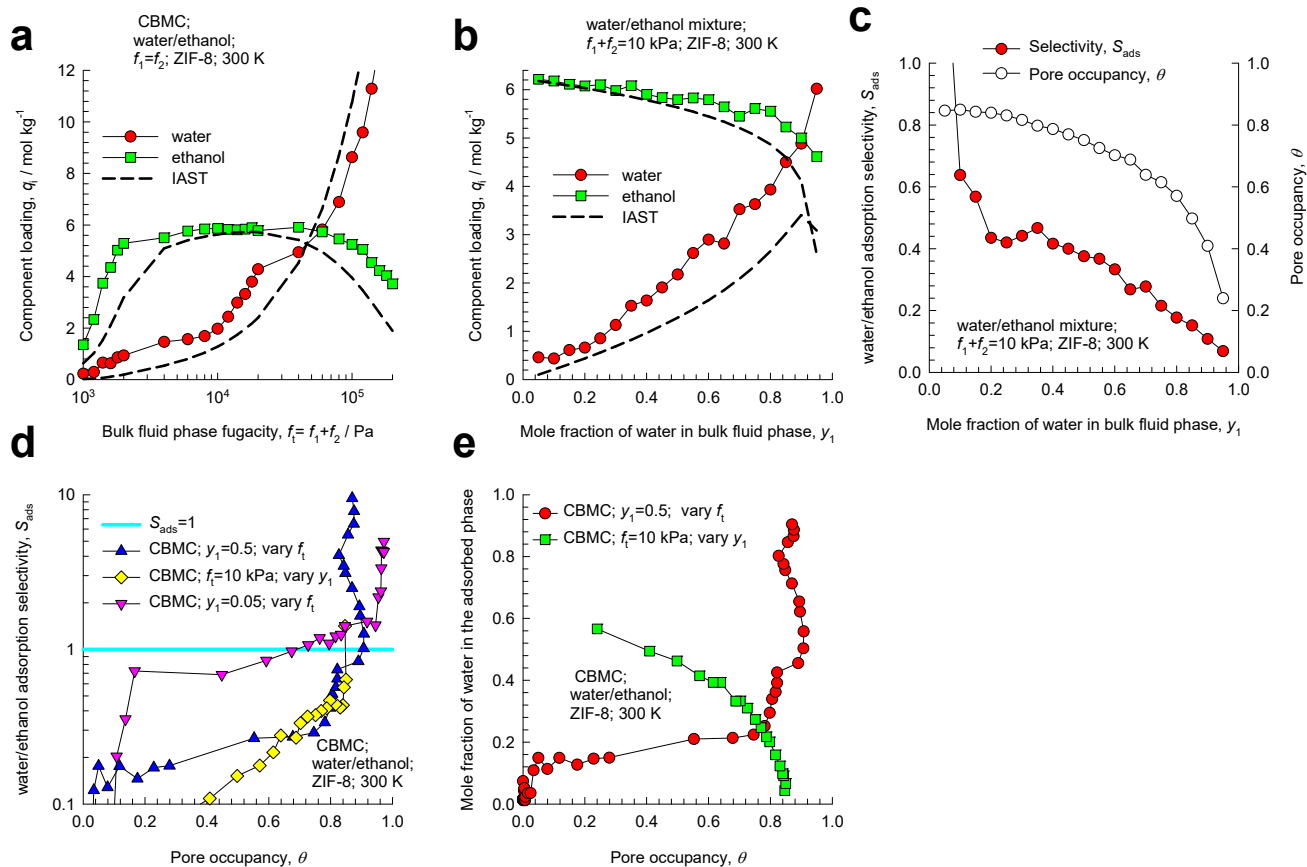 a
CBMC;
water/ethanol;
f1=f2; ZIF-8; 300 K
12
10
8
6
4
2
0
Component loading, qi / mol kg-1
water
ethanol
IAST
10^3
10^4
10^5
Bulk fluid phase fugacity, ft= f1+f2 / Pa
b
water/ethanol mixture;
f1+f2=10 kPa; ZIF-8; 300 K
6
5
4
3
2
1
0
Component loading, qi / mol kg-1
water
ethanol
IAST
0.0 0.2 0.4 0.6 0.8 1.0
Mole fraction of water in bulk fluid phase, y1
c
Selectivity, Sads
Pore occupancy, θ
1.0
0.8
0.6
0.4
0.2
0.0
water/ethanol adsorption selectivity, Sads
1.0
0.8
0.6
0.4
0.2
0.0
Pore occupancy, θ
water/ethanol mixture;
f1+f2=10 kPa; ZIF-8; 300 K
0.0 0.2 0.4 0.6 0.8 1.0
Mole fraction of water in bulk fluid phase, y1
d
10
1
0.1
water/ethanol adsorption selectivity, Sads
Sads=1
CBMC; y1=0.5; vary ft
CBMC; ft=10 kPa; vary y1
CBMC; y1=0.05; vary ft
CBMC;
water/ethanol;
ZIF-8; 300 K
0.0 0.2 0.4 0.6 0.8 1.0
Pore occupancy, θ
e
1.0
0.8
0.6
0.4
0.2
0.0
Mole fraction of water in the adsorbed phase
CBMC; y1=0.5; vary ft
CBMC; ft=10 kPa; vary y1
CBMC;
water/ethanol;
ZIF-8; 300 K
0.0 0.2 0.4 0.6 0.8 1.0
Pore occupancy, θ